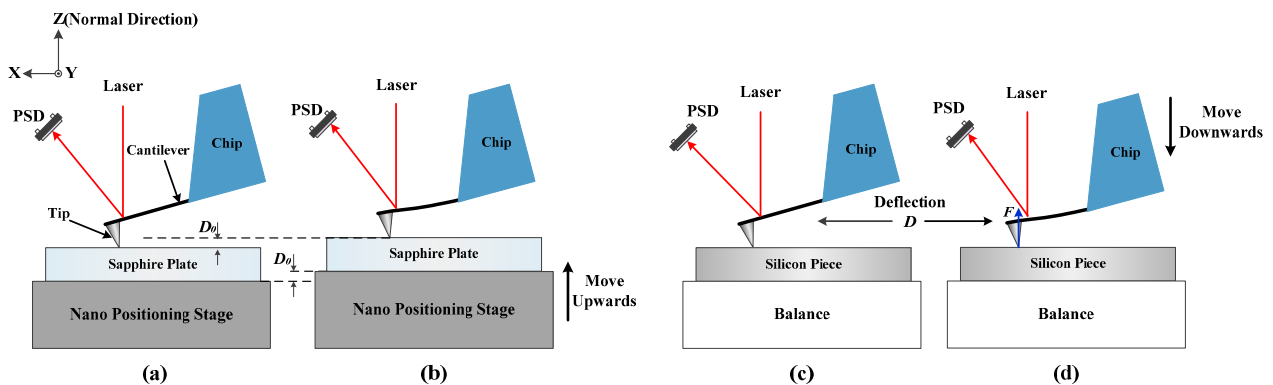 Z(Normal Direction)
X
Y
Laser
PSD
Chip
Cantilever
Tip
D₀
D₀
Sapphire Plate
Nano Positioning Stage
(a)
Laser
PSD
Chip
Sapphire Plate
Nano Positioning Stage
Move
Upwards
(b)
Laser
PSD
Chip
Deflection
D
Silicon Piece
Balance
(c)
Laser
PSD
Chip
Move
Downwards
F
Silicon Piece
Balance
(d)